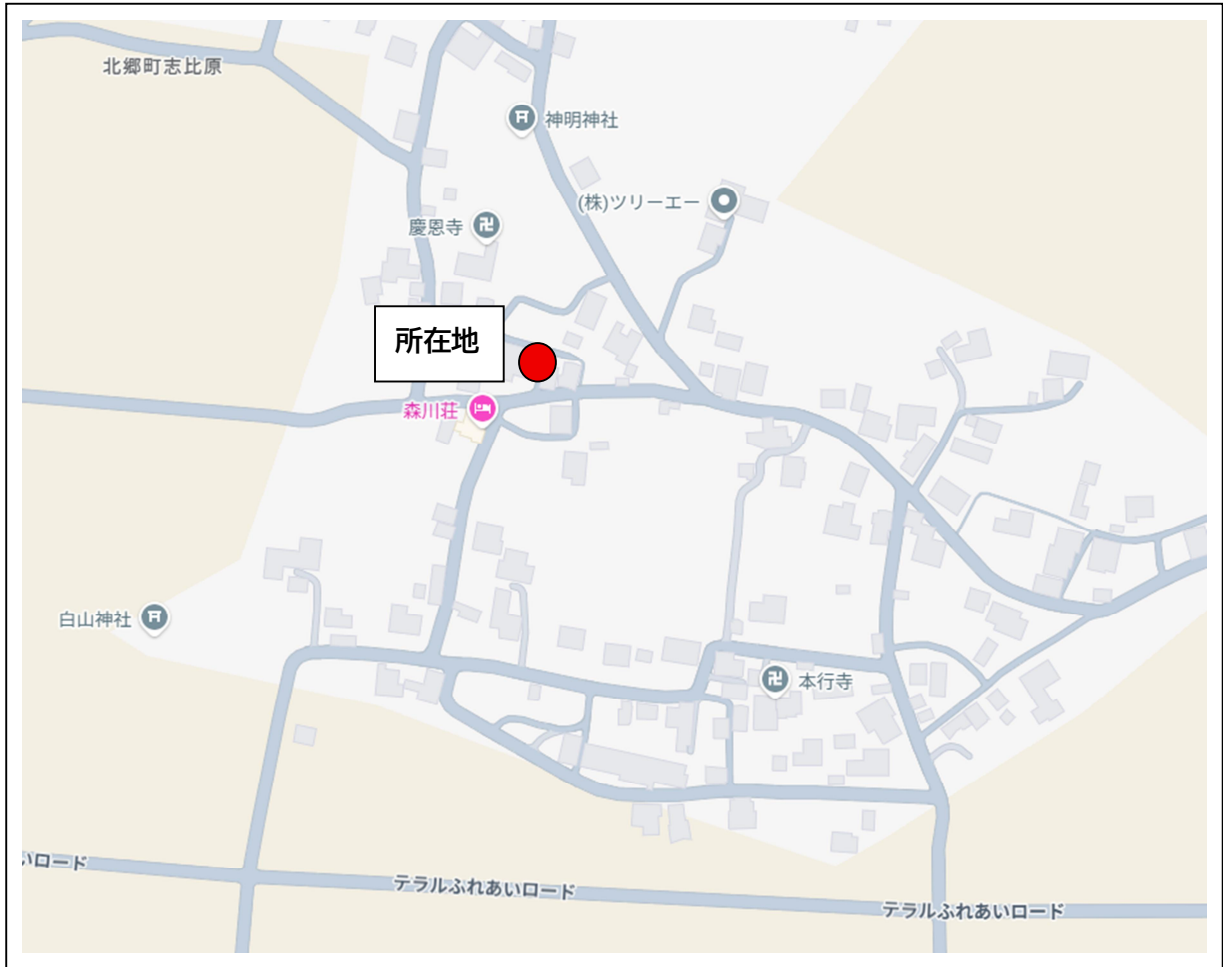 北郷町志比原
神明神社
(株)ツリーエー
慶恩寺
所在地
森川荘
白山神社
本行寺
いロード
テラルふれあいロード
テラルふれあいロード